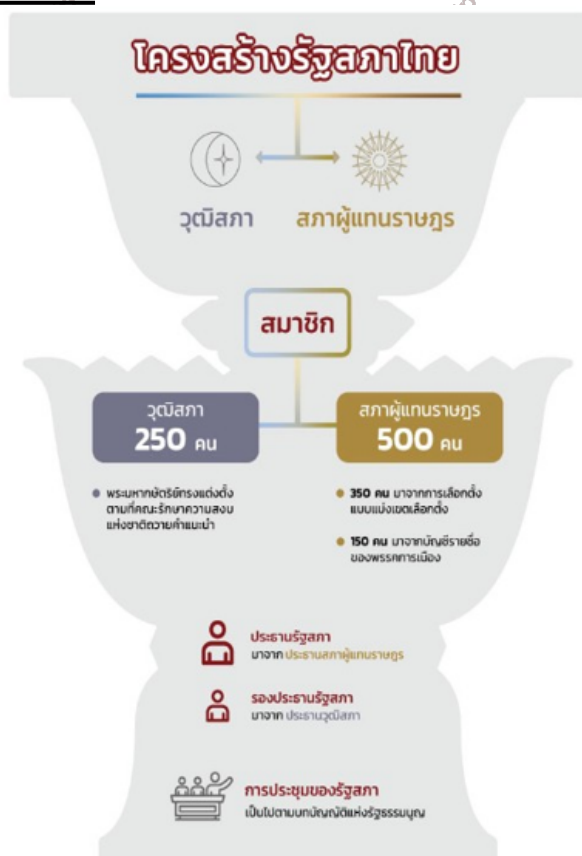 โครงสร้างรัฐสภาไทย
วุฒิสภา
สภาผู้แทนราษฎร
สมาชิก
วุฒิสภา
250 คน
สภาผู้แทนราษฎร
500 คน
พระมหากษัตริย์ทรงแต่งตั้ง
ตามที่คณะรักษาความสงบ
แห่งชาติถวายคำแนะนำ
350 คน มาจากการเลือกตั้ง
แบบแบ่งเขตเลือกตั้ง
150 คน มาจากบัญชีรายชื่อ
ของพรรคการเมือง
ประธานรัฐสภา
มาจาก ประธานสภาผู้แทนราษฎร
รองประธานรัฐสภา
มาจาก ประธานวุฒิสภา
การประชุมของรัฐสภา
เป็นไปตามบทบัญญัติแห่งรัฐธรรมนูญ